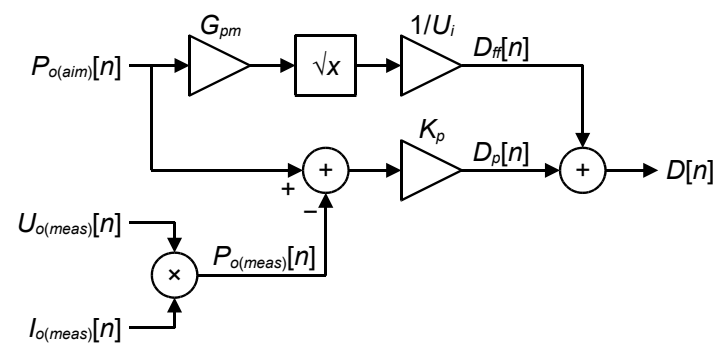 G_pm
1/U_i
P_o(aim)[n]
√x
D_ff[n]
K_p
+
D_p[n]
+
D[n]
+
−
U_o(meas)[n]
P_o(meas)[n]
×
I_o(meas)[n]